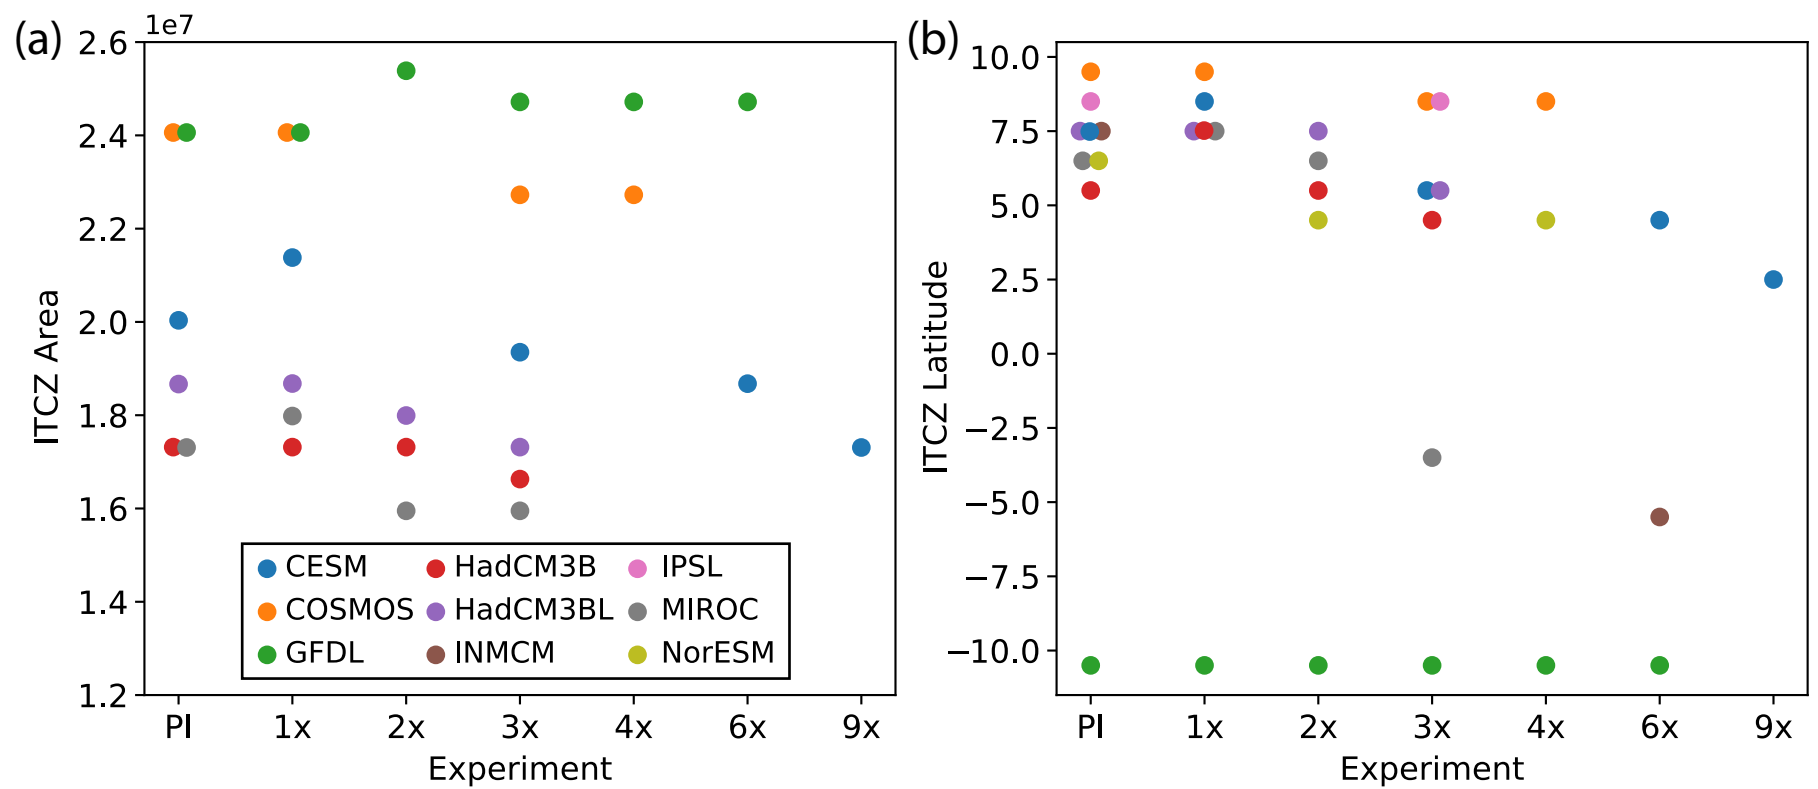 (a)
1e7
2.6
2.4
2.2
2.0
1.8
1.6
1.4
1.2
ITCZ Area
CESM HadCM3B IPSL
COSMOS HadCM3BL MIROC
GFDL INMCM NorESM
PI 1x 2x 3x 4x 6x 9x
Experiment
(b)
10.0
7.5
5.0
2.5
0.0
−2.5
−5.0
−7.5
−10.0
ITCZ Latitude
PI 1x 2x 3x 4x 6x 9x
Experiment